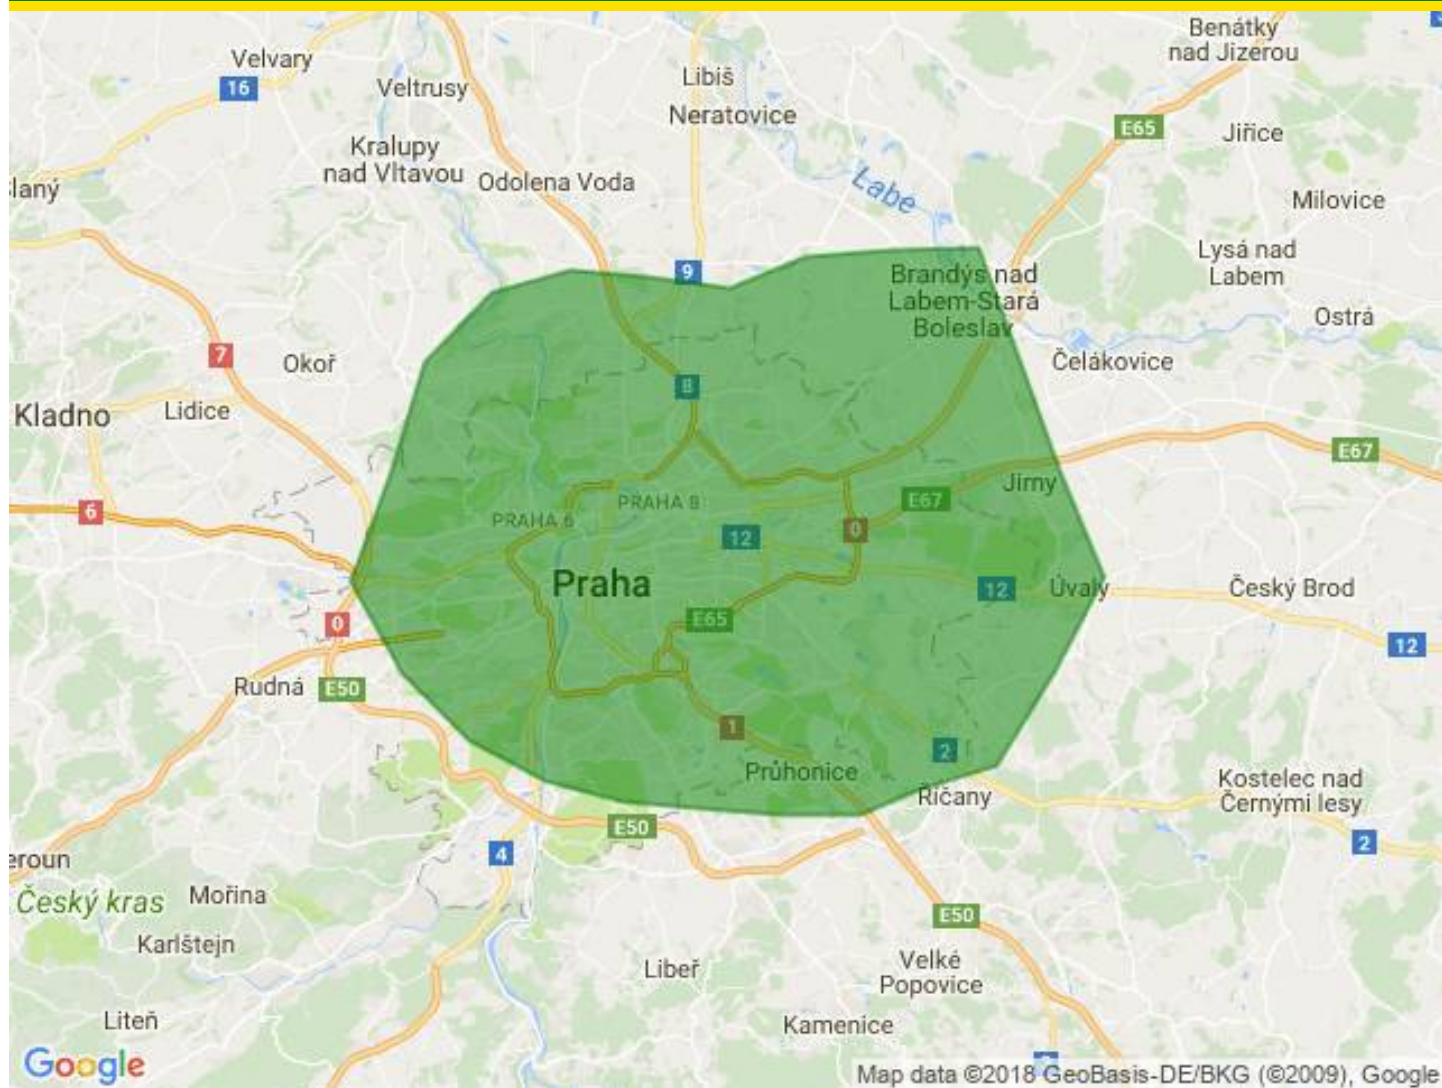 Benátky
nad Jizerou
Velvary
16
Veltrusy
Libiš
Neratovice
E65
Jiřice
Kralupy
nad Vltavou
Odolena Voda
Labe
laný
Milovice
Lysá nad
Labem
9
Brandýs nad
Labem-Stará
Boleslav
Ostrá
7
Okoř
Čelákovice
8
Kladno
Lidice
E67
Jirny
6
PRAHA 8
E67
PRAHA 6
12
0
Praha
12
Úvaly
Český Brod
0
E65
12
Rudná
E50
1
2
Průhonice
Říčany
Kostelec nad
Černými lesy
E50
2
4
eroun
Český kras
Mořina
E50
Karlštejn
Libeř
Velké
Popovice
Liteň
Kamenice
Google
Map data ©2018 GeoBasis-DE/BKG (©2009), Google